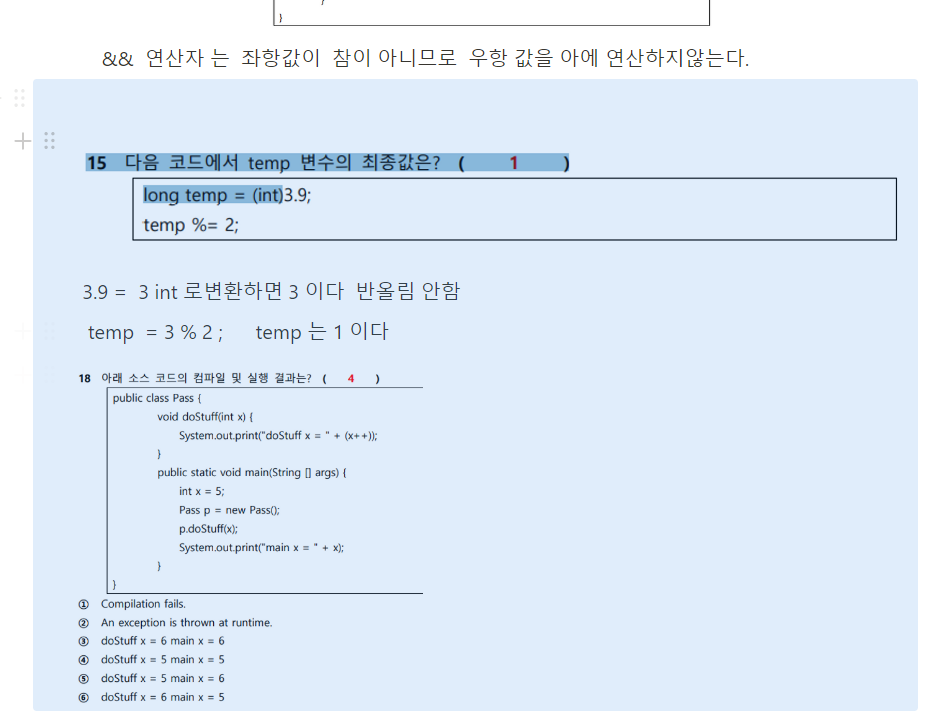 }
&& 연산자 는 좌항값이 참이 아니므로 우항 값을 아에 연산하지않는다.
15 다음 코드에서 temp 변수의 최종값은? ( 1 )
long temp = (int)3.9;
temp %= 2;
3.9 = 3 int 로변환하면 3 이다 반올림 안함
temp = 3 % 2 ; temp 는 1 이다
18 아래 소스 코드의 컴파일 및 실행 결과는? ( 4 )
public class Pass {
void doStuff(int x) {
System.out.print("doStuff x = " + (x++));
}
public static void main(String [] args) {
int x = 5;
Pass p = new Pass();
p.doStuff(x);
System.out.print("main x = " + x);
}
}
① Compilation fails.
② An exception is thrown at runtime.
③ doStuff x = 6 main x = 6
④ doStuff x = 5 main x = 5
⑤ doStuff x = 5 main x = 6
⑥ doStuff x = 6 main x = 5